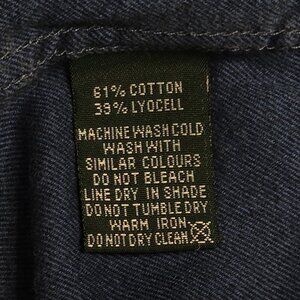 61% COTTON
39% LYOCELL
MACHINE WASH COLD
WASH WITH
SIMILAR COLOURS
DO NOT BLEACH
LINE DRY IN SHADE
DO NOT TUMBLE DRY
WARM IRON
DO NOT DRY CLEAN